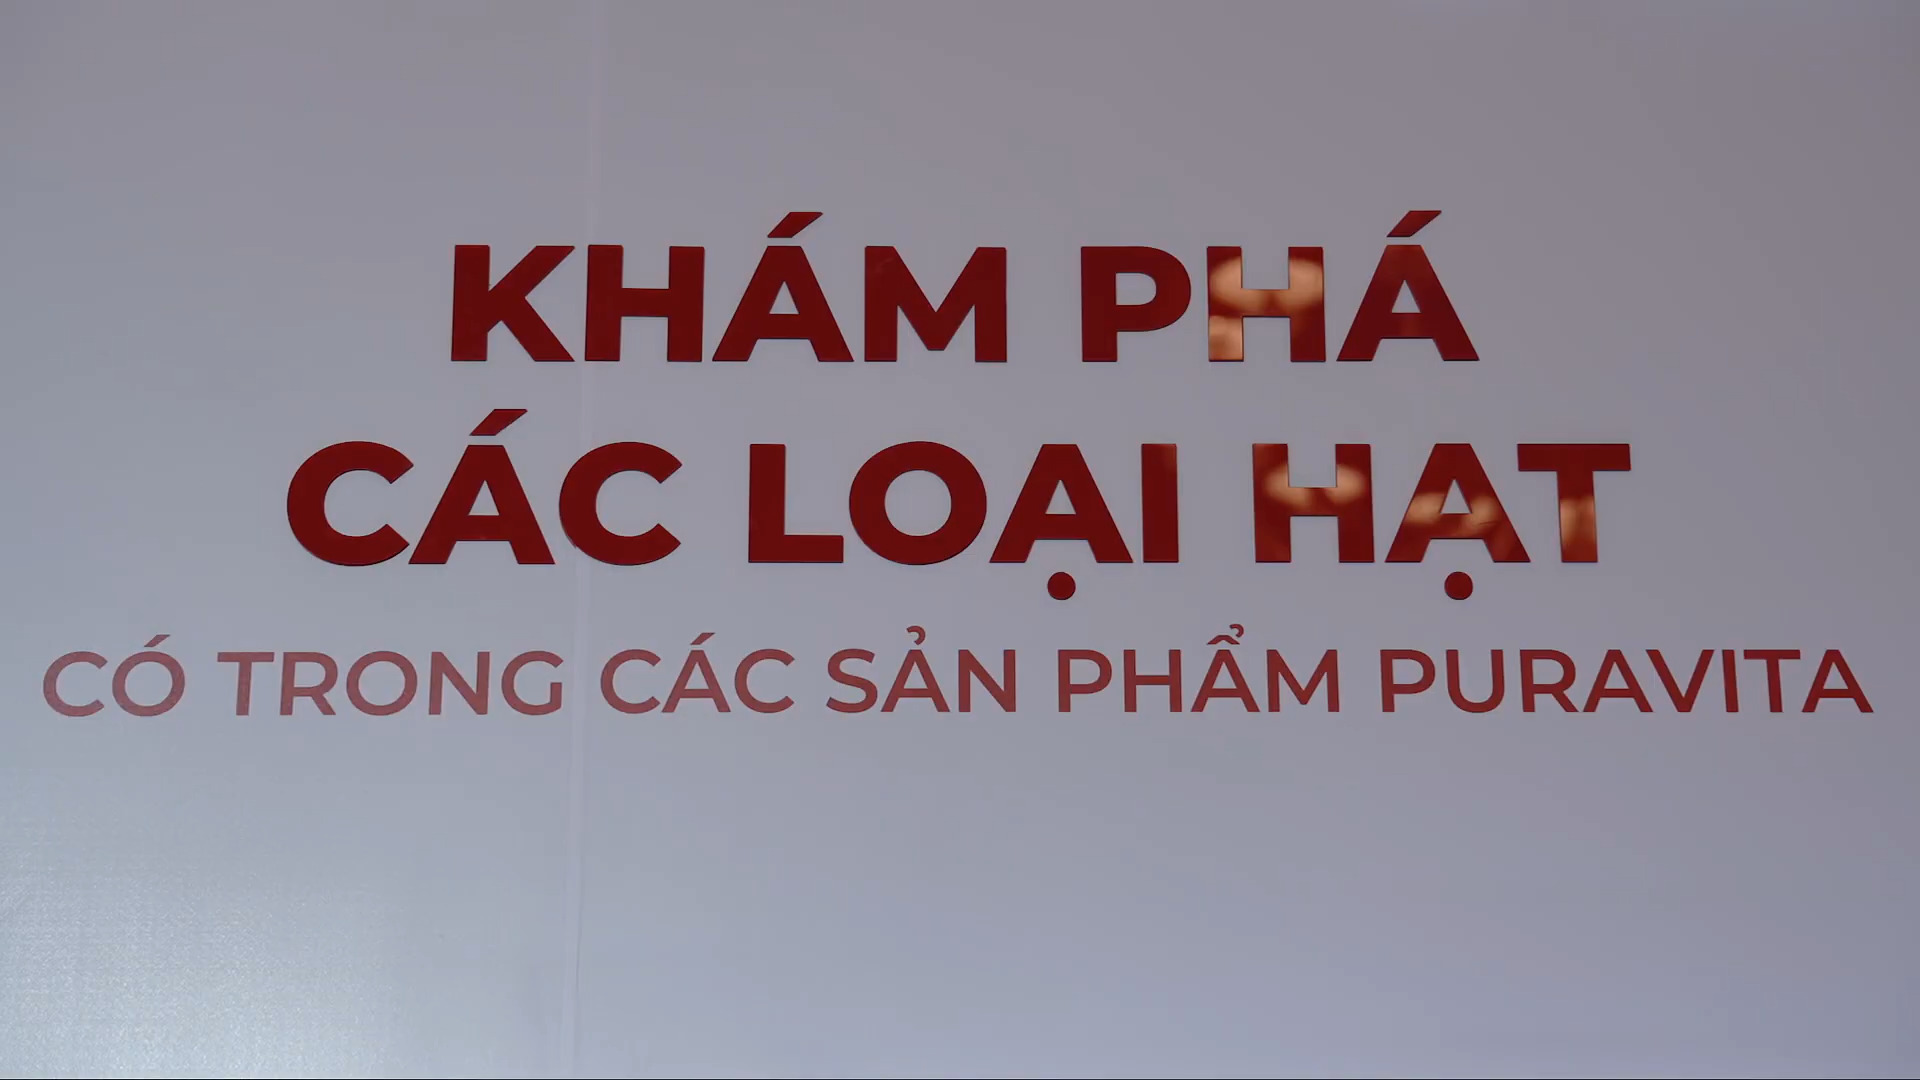 KHÁM PHÁ
CÁC LOẠI HẠT
CÓ TRONG CÁC SẢN PHẨM PURAVITA